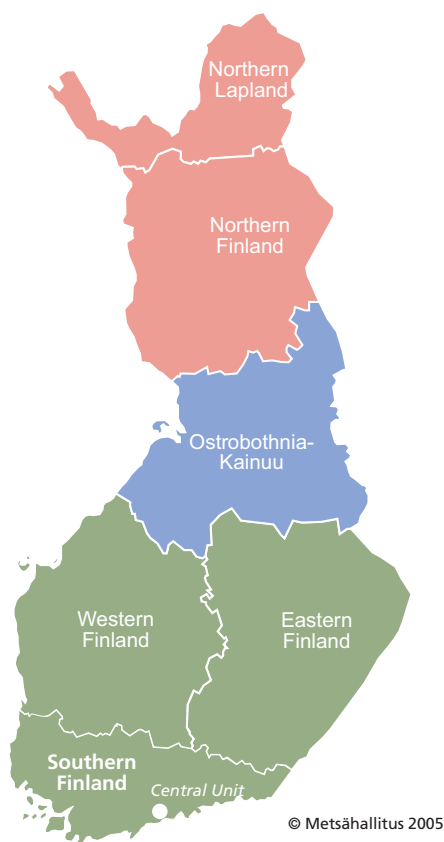 Northern
Lapland
Northern
Finland
Ostrobothnia-
Kainuu
Western
Finland
Eastern
Finland
Southern
Finland
Central Unit
© Metsähallitus 2005